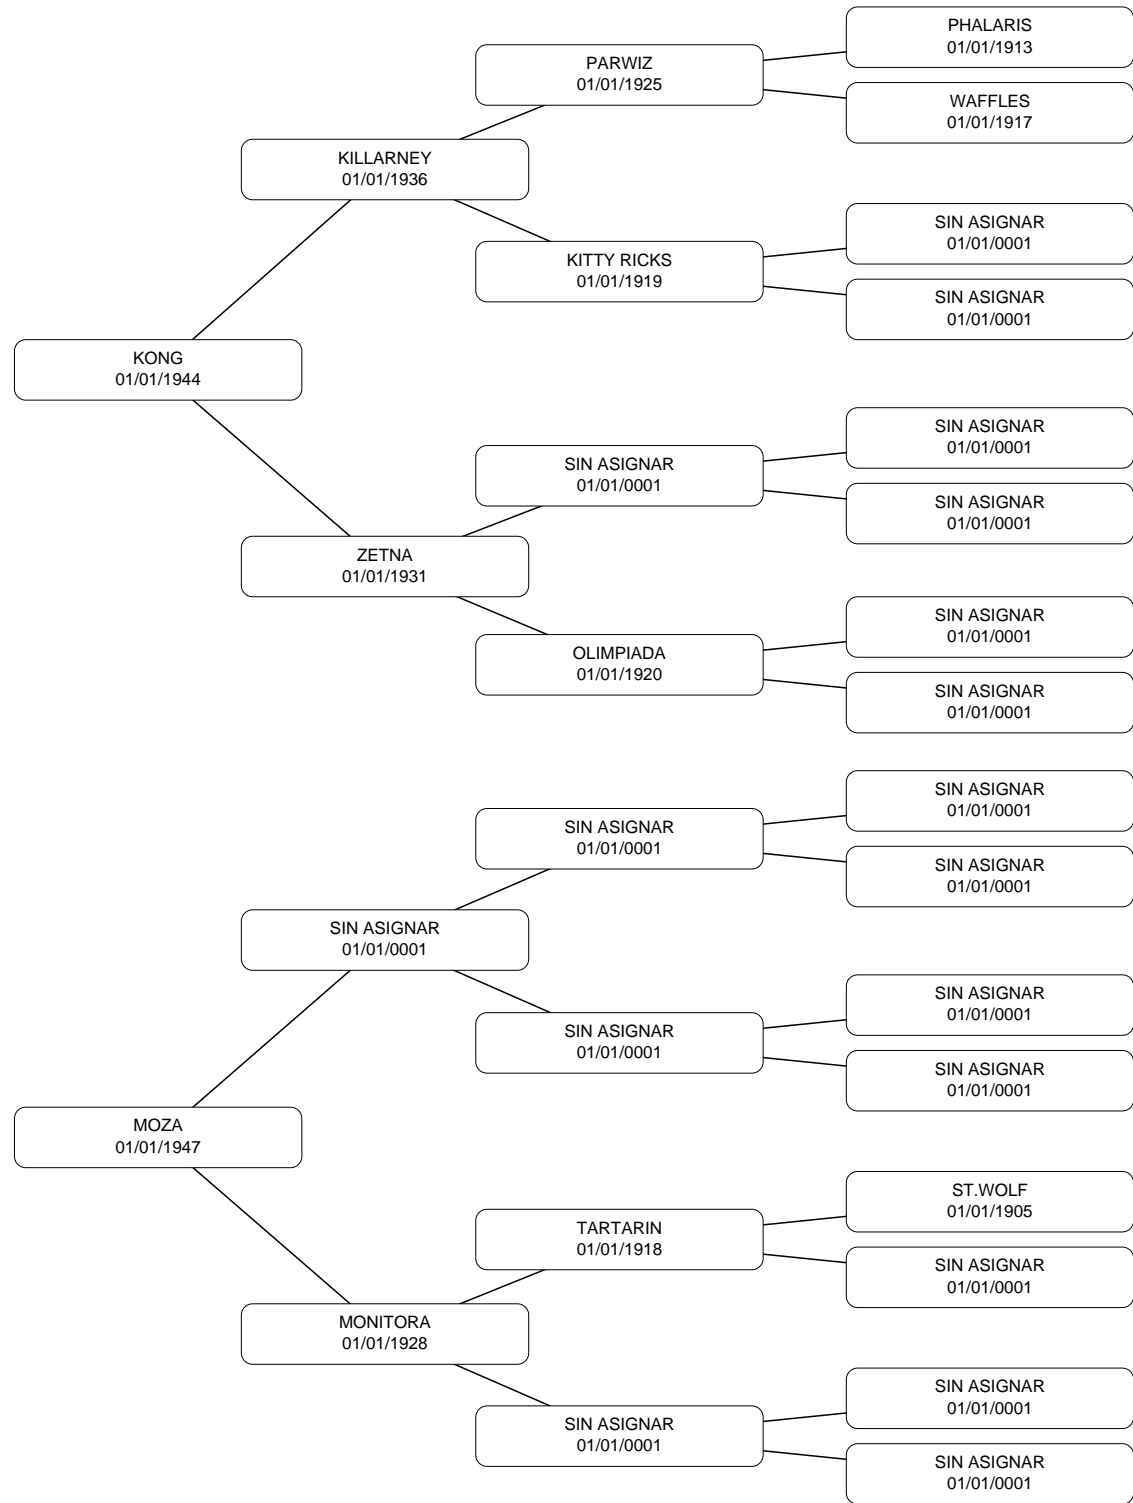 PHALARIS
01/01/1913
PARWIZ
01/01/1925
WAFFLES
01/01/1917
KILLARNEY
01/01/1936
SIN ASIGNAR
01/01/0001
KITTY RICKS
01/01/1919
SIN ASIGNAR
01/01/0001
KONG
01/01/1944
SIN ASIGNAR
01/01/0001
SIN ASIGNAR
01/01/0001
SIN ASIGNAR
01/01/0001
ZETNA
01/01/1931
SIN ASIGNAR
01/01/0001
OLIMPIADA
01/01/1920
SIN ASIGNAR
01/01/0001
SIN ASIGNAR
01/01/0001
SIN ASIGNAR
01/01/0001
SIN ASIGNAR
01/01/0001
SIN ASIGNAR
01/01/0001
SIN ASIGNAR
01/01/0001
SIN ASIGNAR
01/01/0001
SIN ASIGNAR
01/01/0001
MOZA
01/01/1947
ST.WOLF
01/01/1905
TARTARIN
01/01/1918
SIN ASIGNAR
01/01/0001
MONITORA
01/01/1928
SIN ASIGNAR
01/01/0001
SIN ASIGNAR
01/01/0001
SIN ASIGNAR
01/01/0001